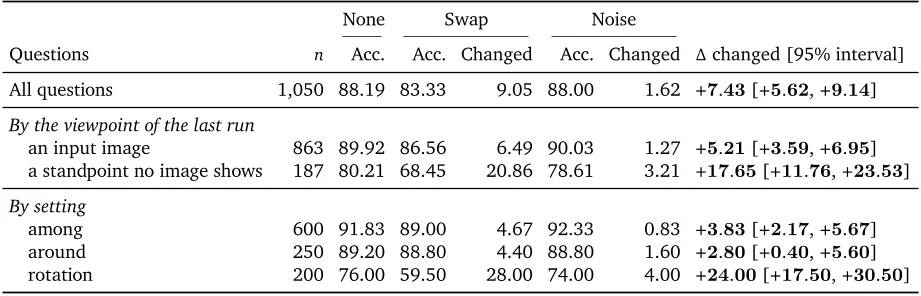 None Swap Noise
Questions n Acc. Acc. Changed Acc. Changed Δ changed [95% interval]
All questions 1,050 88.19 83.33 9.05 88.00 1.62 +7.43 [+5.62, +9.14]
By the viewpoint of the last run
an input image 863 89.92 86.56 6.49 90.03 1.27 +5.21 [+3.59, +6.95]
a standpoint no image shows 187 80.21 68.45 20.86 78.61 3.21 +17.65 [+11.76, +23.53]
By setting
among 600 91.83 89.00 4.67 92.33 0.83 +3.83 [+2.17, +5.67]
around 250 89.20 88.80 4.40 88.80 1.60 +2.80 [+0.40, +5.60]
rotation 200 76.00 59.50 28.00 74.00 4.00 +24.00 [+17.50, +30.50]